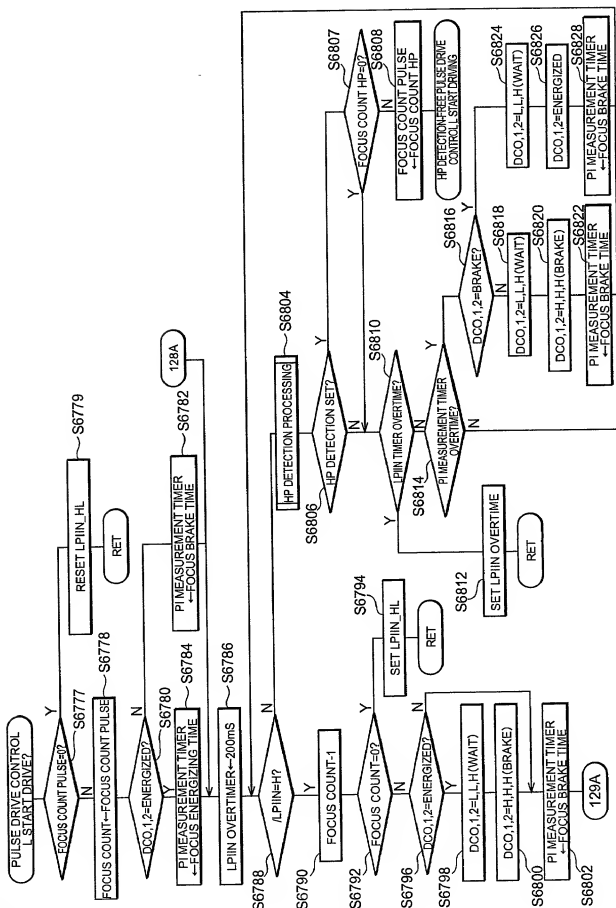 PULSE DRIVE CONTROL
L START DRIVE?
FOCUS COUNT PULSE=0?
S6777
Y
N
RESET LPIIN_HL
S6779
RET
FOCUS COUNT←FOCUS COUNT PULSE
S6778
DCO,1,2=ENERGIZED?
S6780
N
Y
PI MEASUREMENT TIMER
←FOCUS BRAKE TIME
S6782
128A
PI MEASUREMENT TIMER
←FOCUS ENERGIZING TIME
S6784
LPIIN OVERTIMER←200mS
S6786
S6788
/LPIIN=H?
N
Y
S6790
FOCUS COUNT-1
S6792
FOCUS COUNT=0?
Y
N
SET LPIIN_HL
S6794
RET
S6796
DCO,1,2=ENERGIZED?
N
Y
S6798
DCO,1,2=L,L,H(WAIT)
S6800
DCO,1,2=H,H,H(BRAKE)
S6802
PI MEASUREMENT TIMER
←FOCUS BRAKE TIME
129A
HP DETECTION PROCESSING
S6804
S6806
HP DETECTION SET?
Y
N
FOCUS COUNT HP=0?
S6807
Y
N
FOCUS COUNT PULSE
←FOCUS COUNT HP
S6808
HP DETECTION-FREE PULSE DRIVE
CONTROL L START DRIVING
LPIIN TIMER OVERTIME?
S6810
Y
N
S6812
SET LPIIN OVERTIME
RET
S6814
PI MEASUREMENT TIMER
OVERTIME?
Y
N
S6816
DCO,1,2=BRAKE?
Y
N
S6818
DCO,1,2=L,L,H(WAIT)
S6820
DCO,1,2=H,H,H(BRAKE)
S6822
PI MEASUREMENT TIMER
←FOCUS BRAKE TIME
S6824
DCO,1,2=L,L,H(WAIT)
S6826
DCO,1,2=ENERGIZED
S6828
PI MEASUREMENT TIMER
←FOCUS BRAKE TIME